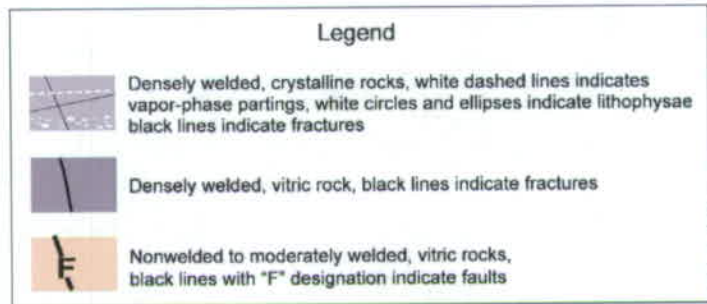 Legend
Densely welded, crystalline rocks, white dashed lines indicates
vapor-phase partings, white circles and ellipses indicate lithophysae
black lines indicate fractures
Densely welded, vitric rock, black lines indicate fractures
F
Nonwelded to moderately welded, vitric rocks,
black lines with "F" designation indicate faults